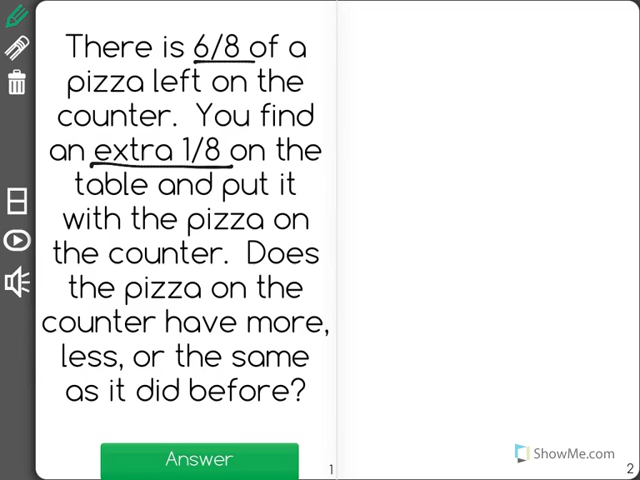 There is 6/8 of a
pizza left on the
counter. You find
an extra 1/8 on the
table and put it
with the pizza on
the counter. Does
the pizza on the
counter have more,
less, or the same
as it did before?
Answer
1
ShowMe.com
2